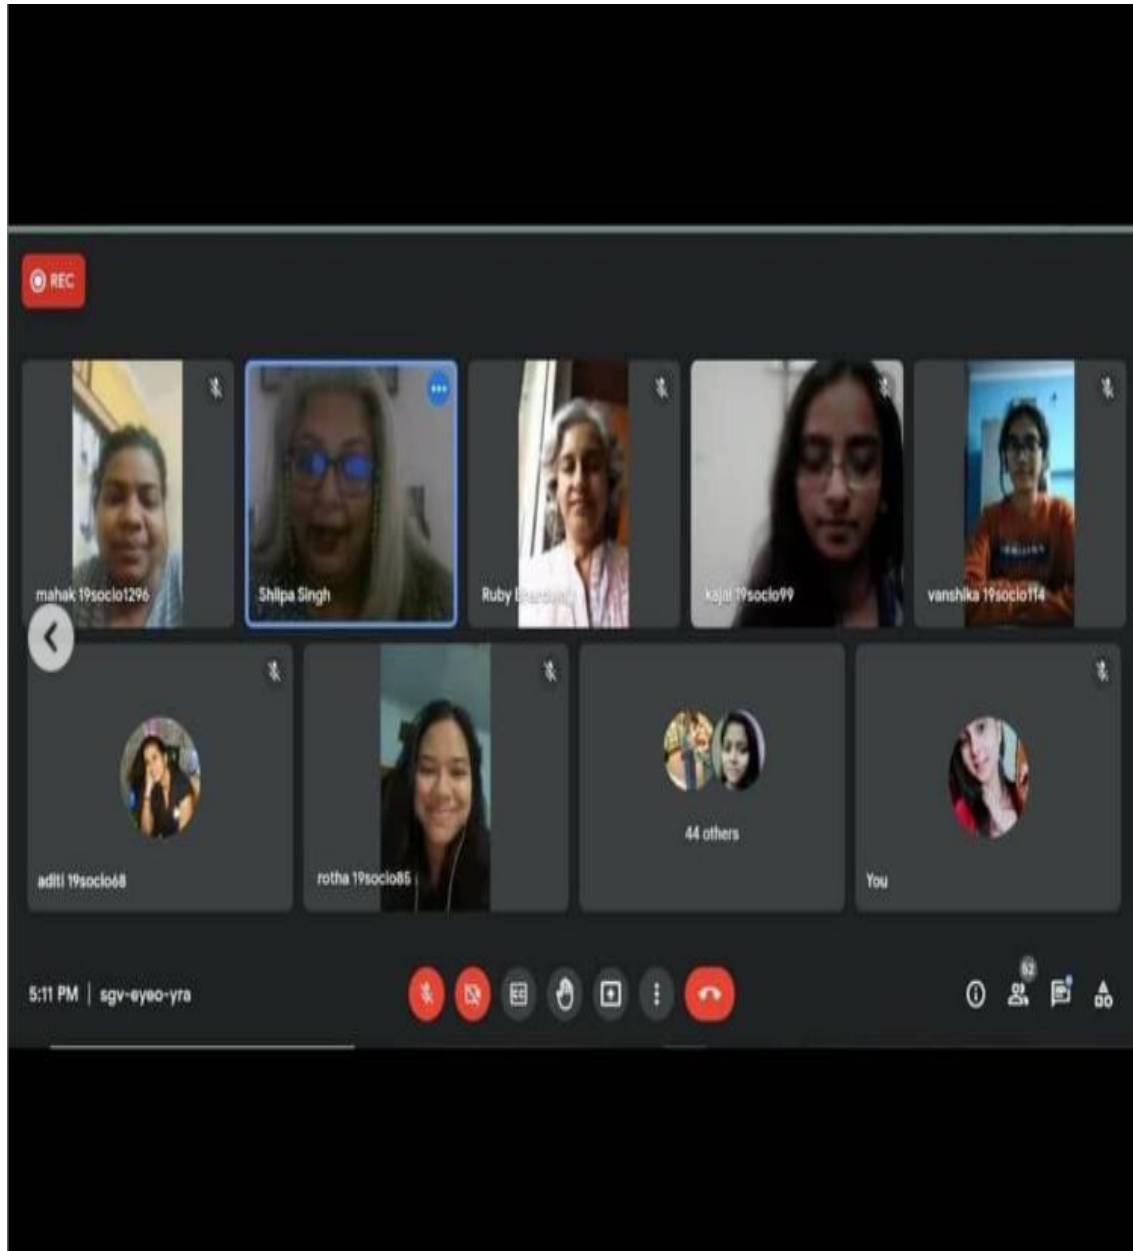 REC
mahak 19socio1296
Shilpa Singh
Ruby
kajal 19socio99
vanshika 19socio114
aditi 19socio68
rotha 19socio85
44 others
You
5:11 PM | sgv-eyeo-yra
CC
52